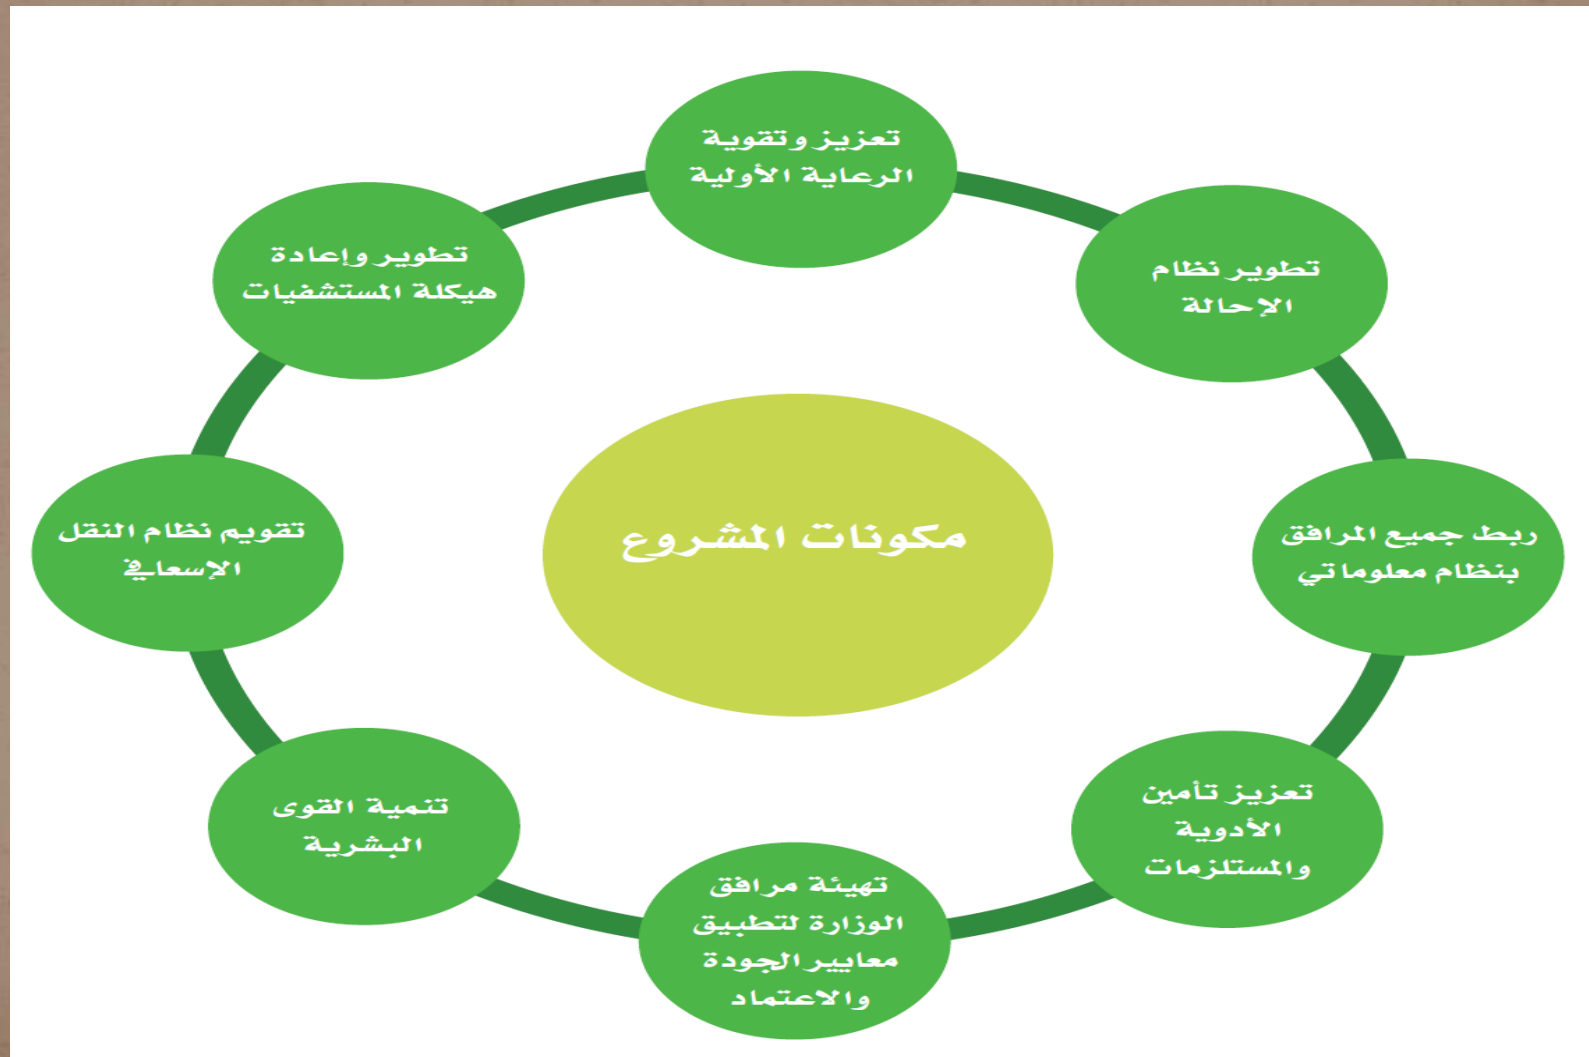 تعزيز وتقوية
الرعاية الأولية
تطوير نظام
الإحالة
ربط جميع المرافق
بنظام معلوماتي
تعزيز تأمين
الأدوية
والمستلزمات
تهيئة مرافق
الوزارة لتطبيق
معايير الجودة
والاعتماد
تنمية القوى
البشرية
تقويم نظام النقل
الإسعافي
تطوير وإعادة
هيكلة المستشفيات
مكونات المشروع